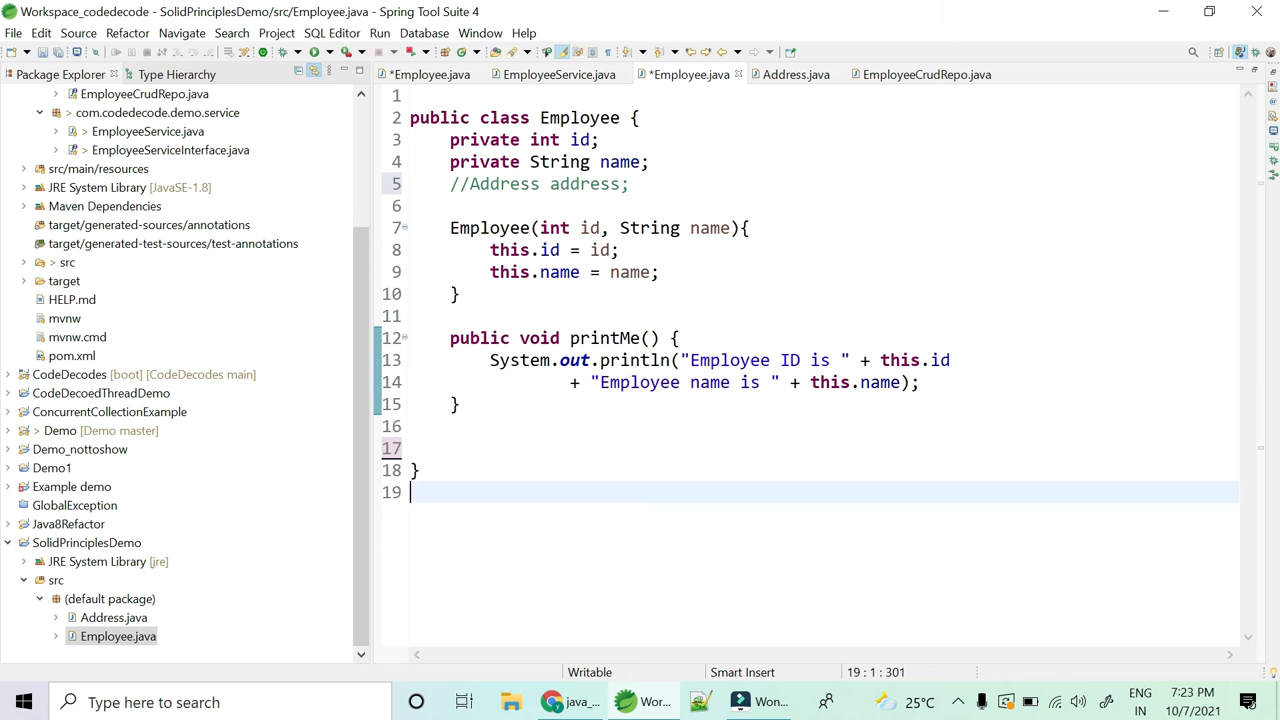 Workspace_codedecode - SolidPrinciplesDemo/src/Employee.java - Spring Tool Suite 4
File Edit Source Refactor Navigate Search Project SQL Editor Run Database Window Help
Package Explorer Type Hierarchy
EmployeeCrudRepo.java
> com.codedecode.demo.service
> EmployeeService.java
> EmployeeServiceInterface.java
src/main/resources
JRE System Library [JavaSE-1.8]
Maven Dependencies
target/generated-sources/annotations
target/generated-test-sources/test-annotations
> src
target
HELP.md
mvnw
mvnw.cmd
pom.xml
CodeDecodes [boot] [CodeDecodes main]
CodeDecoedThreadDemo
ConcurrentCollectionExample
> Demo [Demo master]
Demo_nottoshow
Demo1
Example demo
GlobalException
Java8Refactor
SolidPrinciplesDemo
JRE System Library [jre]
src
(default package)
Address.java
Employee.java
*Employee.java EmployeeService.java *Employee.java Address.java EmployeeCrudRepo.java
1
2 public class Employee {
3 private int id;
4 private String name;
5 //Address address;
6
7 Employee(int id, String name){
8 this.id = id;
9 this.name = name;
10 }
11
12 public void printMe() {
13 System.out.println("Employee ID is " + this.id
14 + "Employee name is " + this.name);
15 }
16
17
18 }
19
Writable Smart Insert 19 : 1 : 301
Type here to search
java_... Wor... Won... 25°C ENG IN 7:23 PM 10/7/2021